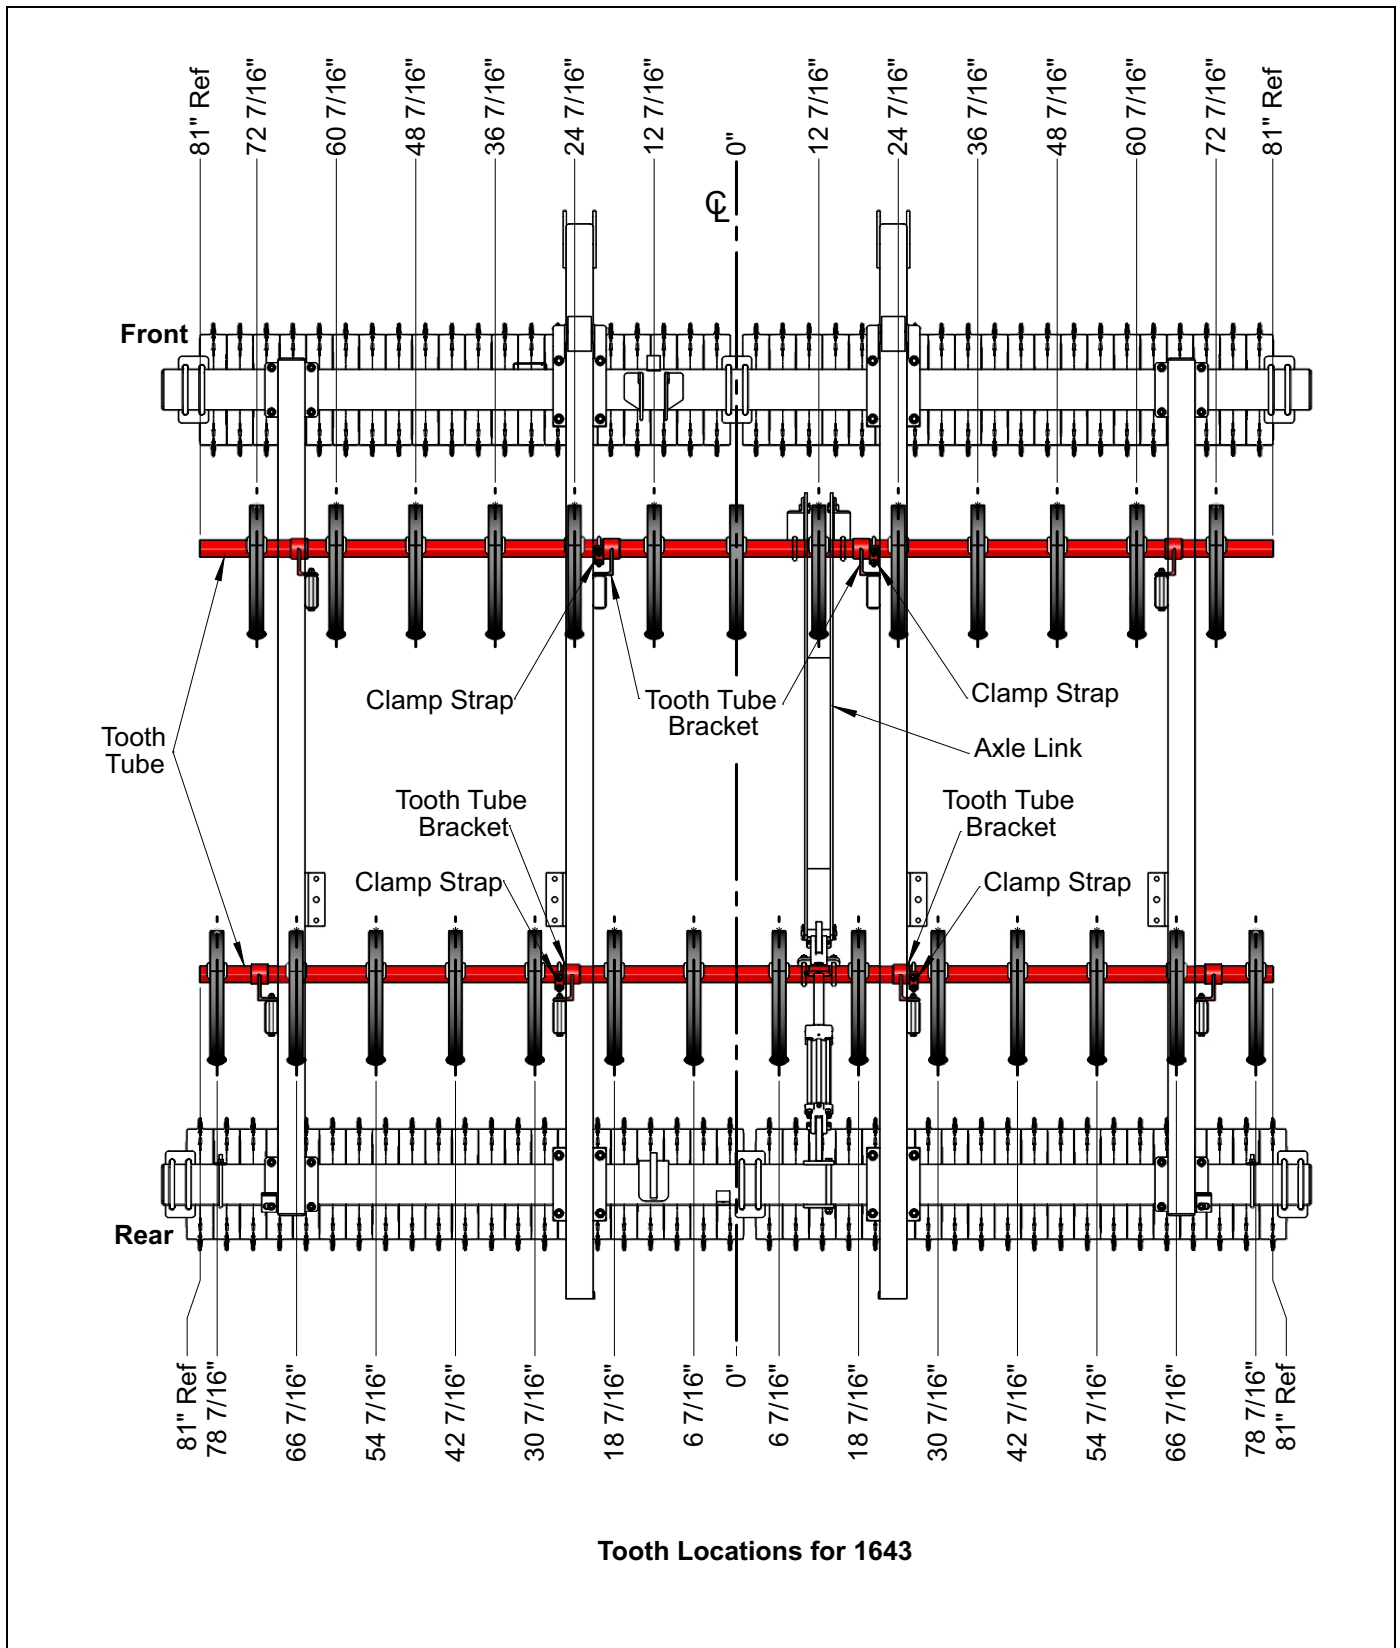 81" Ref
72 7/16"
60 7/16"
48 7/16"
36 7/16"
24 7/16"
12 7/16"
0"
12 7/16"
24 7/16"
36 7/16"
48 7/16"
60 7/16"
72 7/16"
81" Ref
℄
Front
Clamp Strap
Tooth Tube
Bracket
Clamp Strap
Tooth
Tube
Axle Link
Tooth Tube
Bracket
Tooth Tube
Bracket
Clamp Strap
Clamp Strap
Rear
81" Ref
78 7/16"
66 7/16"
54 7/16"
42 7/16"
30 7/16"
18 7/16"
6 7/16"
0"
6 7/16"
18 7/16"
30 7/16"
42 7/16"
54 7/16"
66 7/16"
78 7/16"
81" Ref
Tooth Locations for 1643